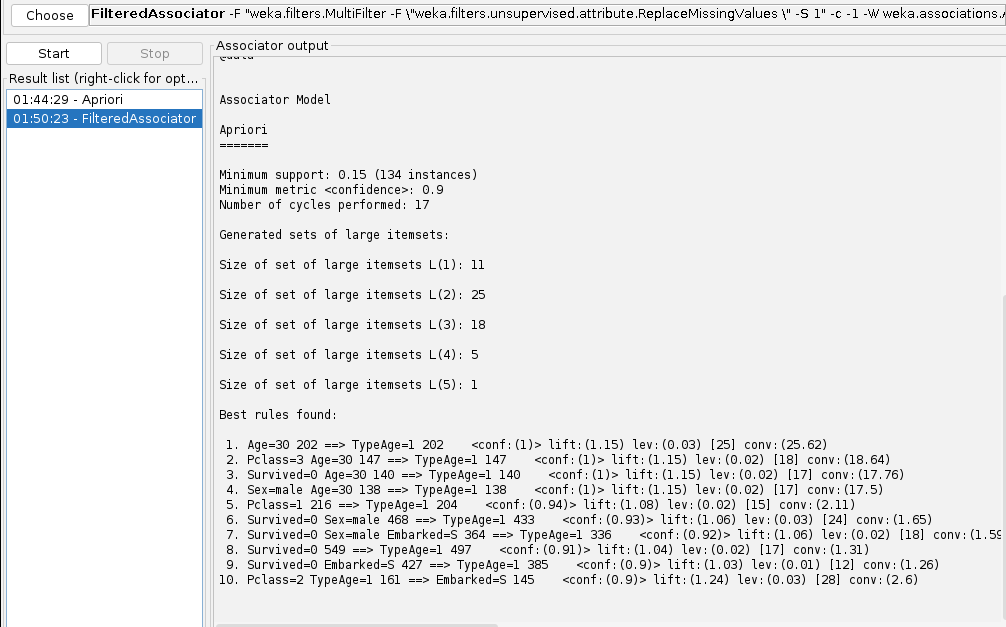 Choose
FilteredAssociator -F "weka.filters.MultiFilter -F \"weka.filters.unsupervised.attribute.ReplaceMissingValues \" -S 1" -c -1 -W weka.associations.
Start
Stop
Associator output
Result list (right-click for opt...
01:44:29 - Apriori
01:50:23 - FilteredAssociator
@data
Associator Model
Apriori
=======
Minimum support: 0.15 (134 instances)
Minimum metric <confidence>: 0.9
Number of cycles performed: 17
Generated sets of large itemsets:
Size of set of large itemsets L(1): 11
Size of set of large itemsets L(2): 25
Size of set of large itemsets L(3): 18
Size of set of large itemsets L(4): 5
Size of set of large itemsets L(5): 1
Best rules found:
1. Age=30 202 ==> TypeAge=1 202 <conf:(1)> lift:(1.15) lev:(0.03) [25] conv:(25.62)
2. Pclass=3 Age=30 147 ==> TypeAge=1 147 <conf:(1)> lift:(1.15) lev:(0.02) [18] conv:(18.64)
3. Survived=0 Age=30 140 ==> TypeAge=1 140 <conf:(1)> lift:(1.15) lev:(0.02) [17] conv:(17.76)
4. Sex=male Age=30 138 ==> TypeAge=1 138 <conf:(1)> lift:(1.15) lev:(0.02) [17] conv:(17.5)
5. Pclass=1 216 ==> TypeAge=1 204 <conf:(0.94)> lift:(1.08) lev:(0.02) [15] conv:(2.11)
6. Survived=0 Sex=male 468 ==> TypeAge=1 433 <conf:(0.93)> lift:(1.06) lev:(0.03) [24] conv:(1.65)
7. Survived=0 Sex=male Embarked=S 364 ==> TypeAge=1 336 <conf:(0.92)> lift:(1.06) lev:(0.02) [18] conv:(1.59
8. Survived=0 549 ==> TypeAge=1 497 <conf:(0.91)> lift:(1.04) lev:(0.02) [17] conv:(1.31)
9. Survived=0 Embarked=S 427 ==> TypeAge=1 385 <conf:(0.9)> lift:(1.03) lev:(0.01) [12] conv:(1.26)
10. Pclass=2 TypeAge=1 161 ==> Embarked=S 145 <conf:(0.9)> lift:(1.24) lev:(0.03) [28] conv:(2.6)